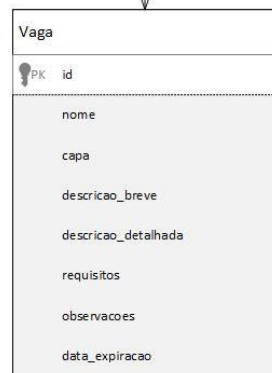 Vaga
PK id
nome
capa
descricao_breve
descricao_detalhada
requisitos
observacoes
data_expiracao